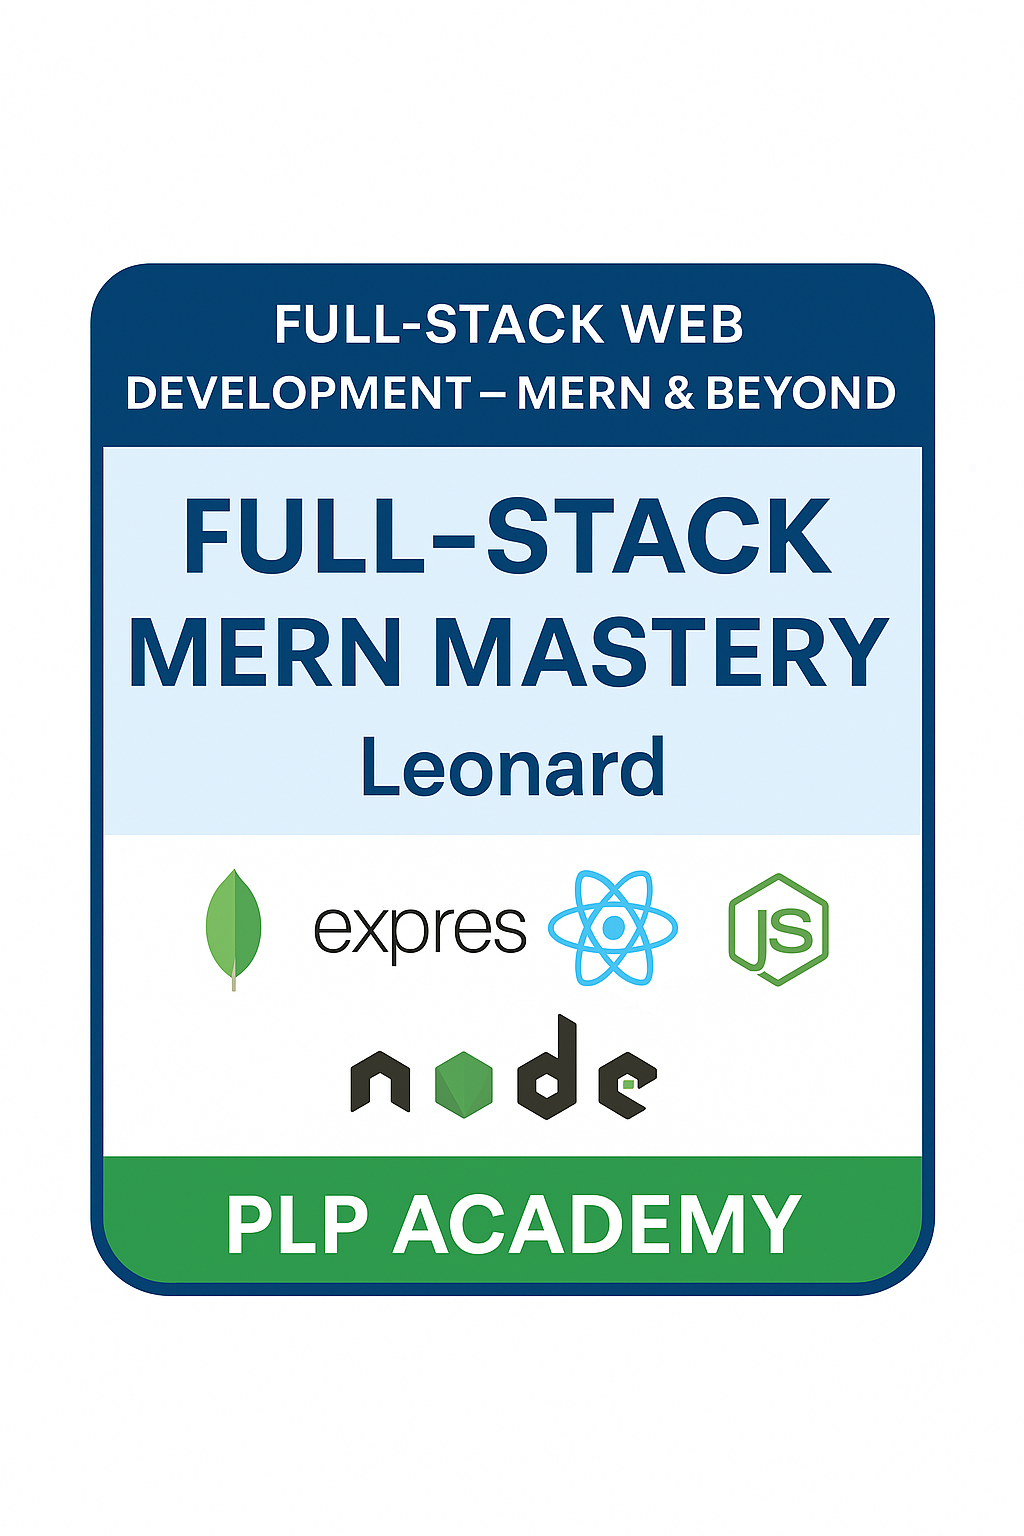 FULL-STACK WEB
DEVELOPMENT – MERN & BEYOND
FULL-STACK
MERN MASTERY
Leonard
expres
JS
node
PLP ACADEMY